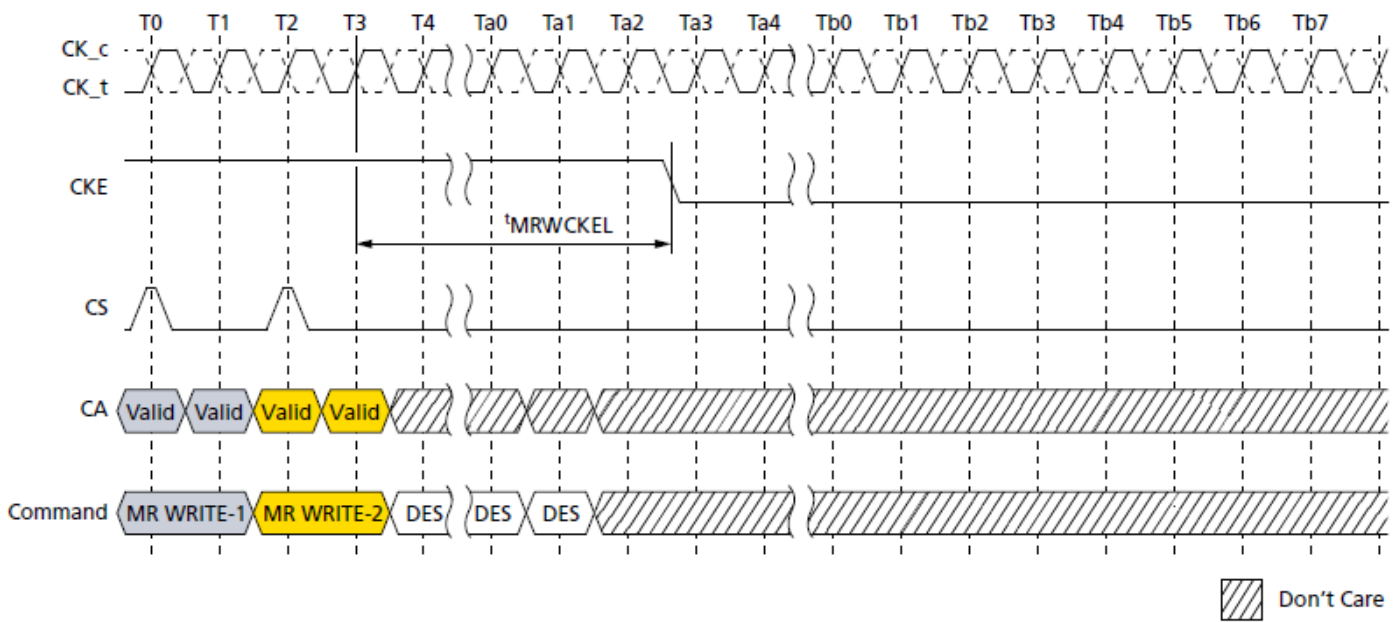 T0 T1 T2 T3 T4 Ta0 Ta1 Ta2 Ta3 Ta4 Tb0 Tb1 Tb2 Tb3 Tb4 Tb5 Tb6 Tb7
CK_c
CK_t
CKE
tMRWCKEL
CS
CA Valid Valid Valid Valid
Command MR WRITE-1 MR WRITE-2 DES DES DES
Don't Care